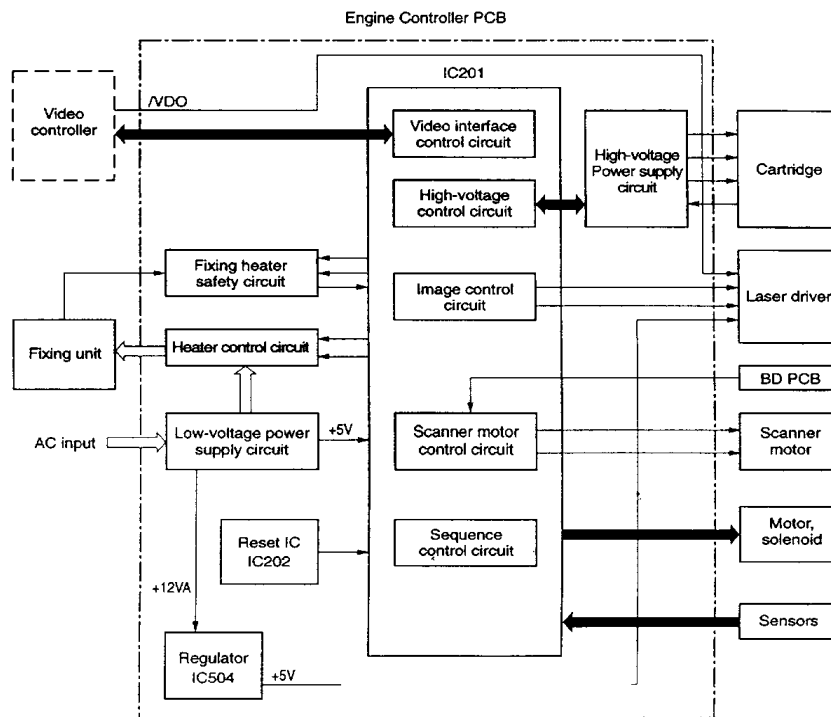 Engine Controller PCB
IC201
Video
controller
/VDO
Video interface
control circuit
High-voltage
Power supply
circuit
Cartridge
High-voltage
control circuit
Fixing heater
safety circuit
Image control
circuit
Laser driver
Fixing unit
Heater control circuit
BD PCB
AC input
Low-voltage power
supply circuit
+5V
Scanner motor
control circuit
Scanner
motor
Reset IC
IC202
Sequence
control circuit
Motor,
solenoid
+12VA
Sensors
Regulator
IC504
+5V